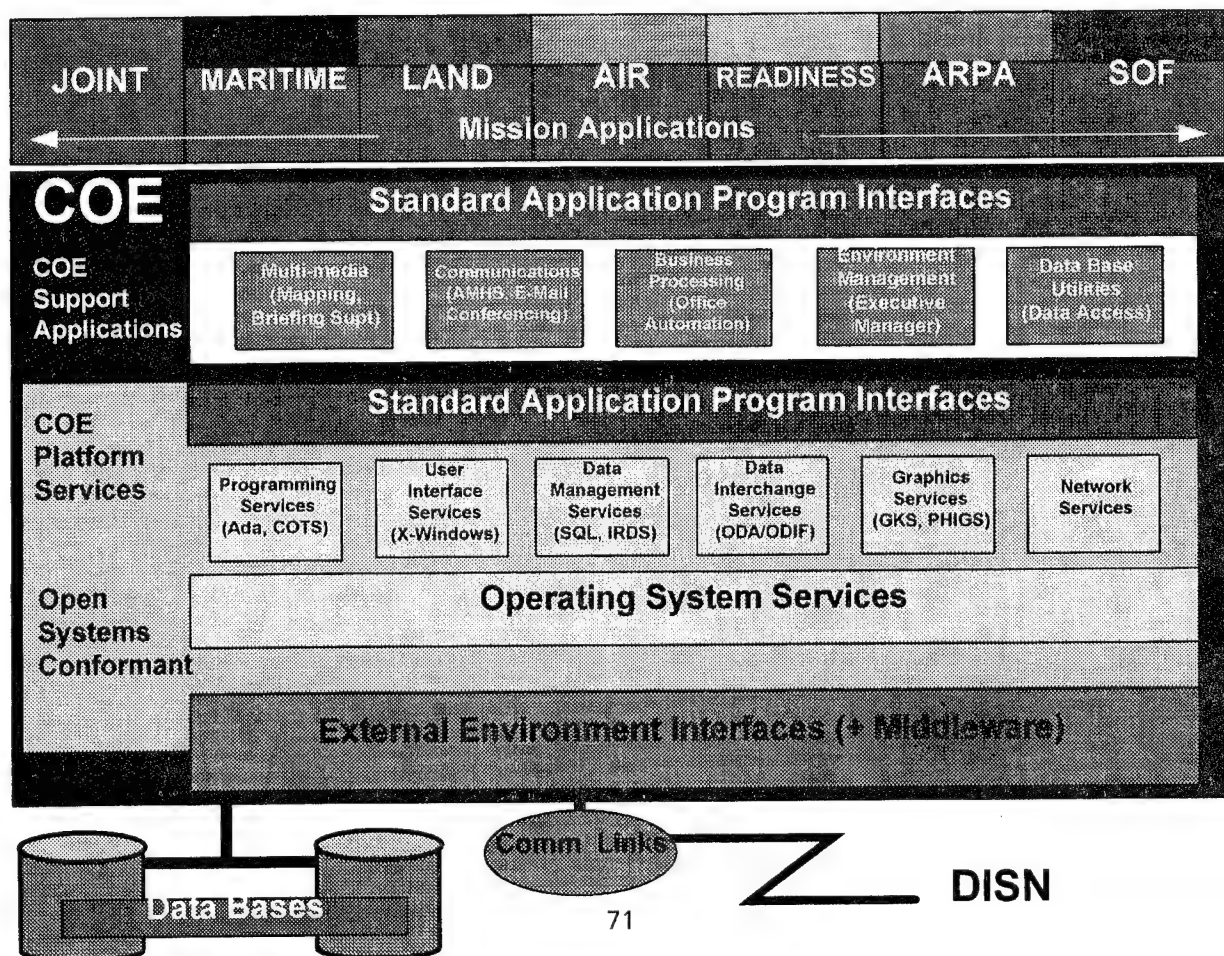 JOINT MARITIME LAND AIR READINESS ARPA SOF
Mission Applications
COE
Standard Application Program Interfaces
COE
Support
Applications
Multi-media
(Mapping,
Briefing Supt)
Communications
(AMHS, E-Mail
Conferencing)
Business
Processing
(Office
Automation)
Environment
Management
(Executive
Manager)
Data Base
Utilities
(Data Access)
Standard Application Program Interfaces
COE
Platform
Services
Programming
Services
(Ada, COTS)
User
Interface
Services
(X-Windows)
Data
Management
Services
(SQL, IRDS)
Data
Interchange
Services
(ODA/ODIF)
Graphics
Services
(GKS, PHIGS)
Network
Services
Open
Systems
Conformant
Operating System Services
External Environment Interfaces (+ Middleware)
Data Bases
Comm Links
DISN
71